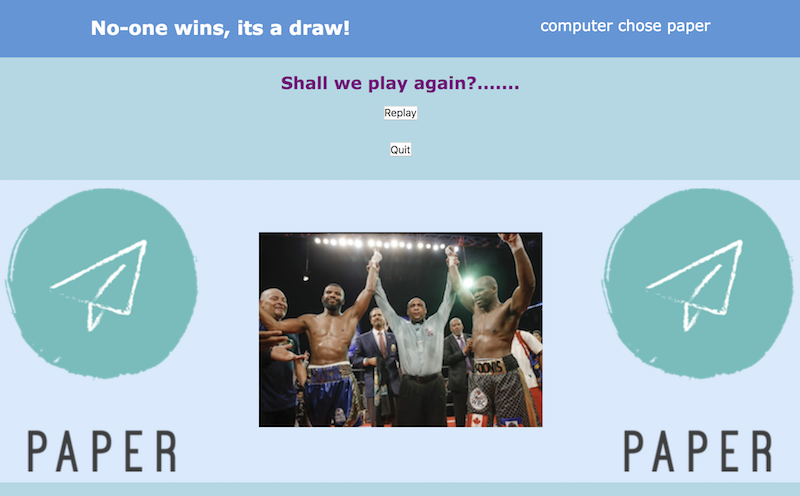 No-one wins, its a draw!
computer chose paper
Shall we play again?.......
Replay
Quit
PAPER
PAPER